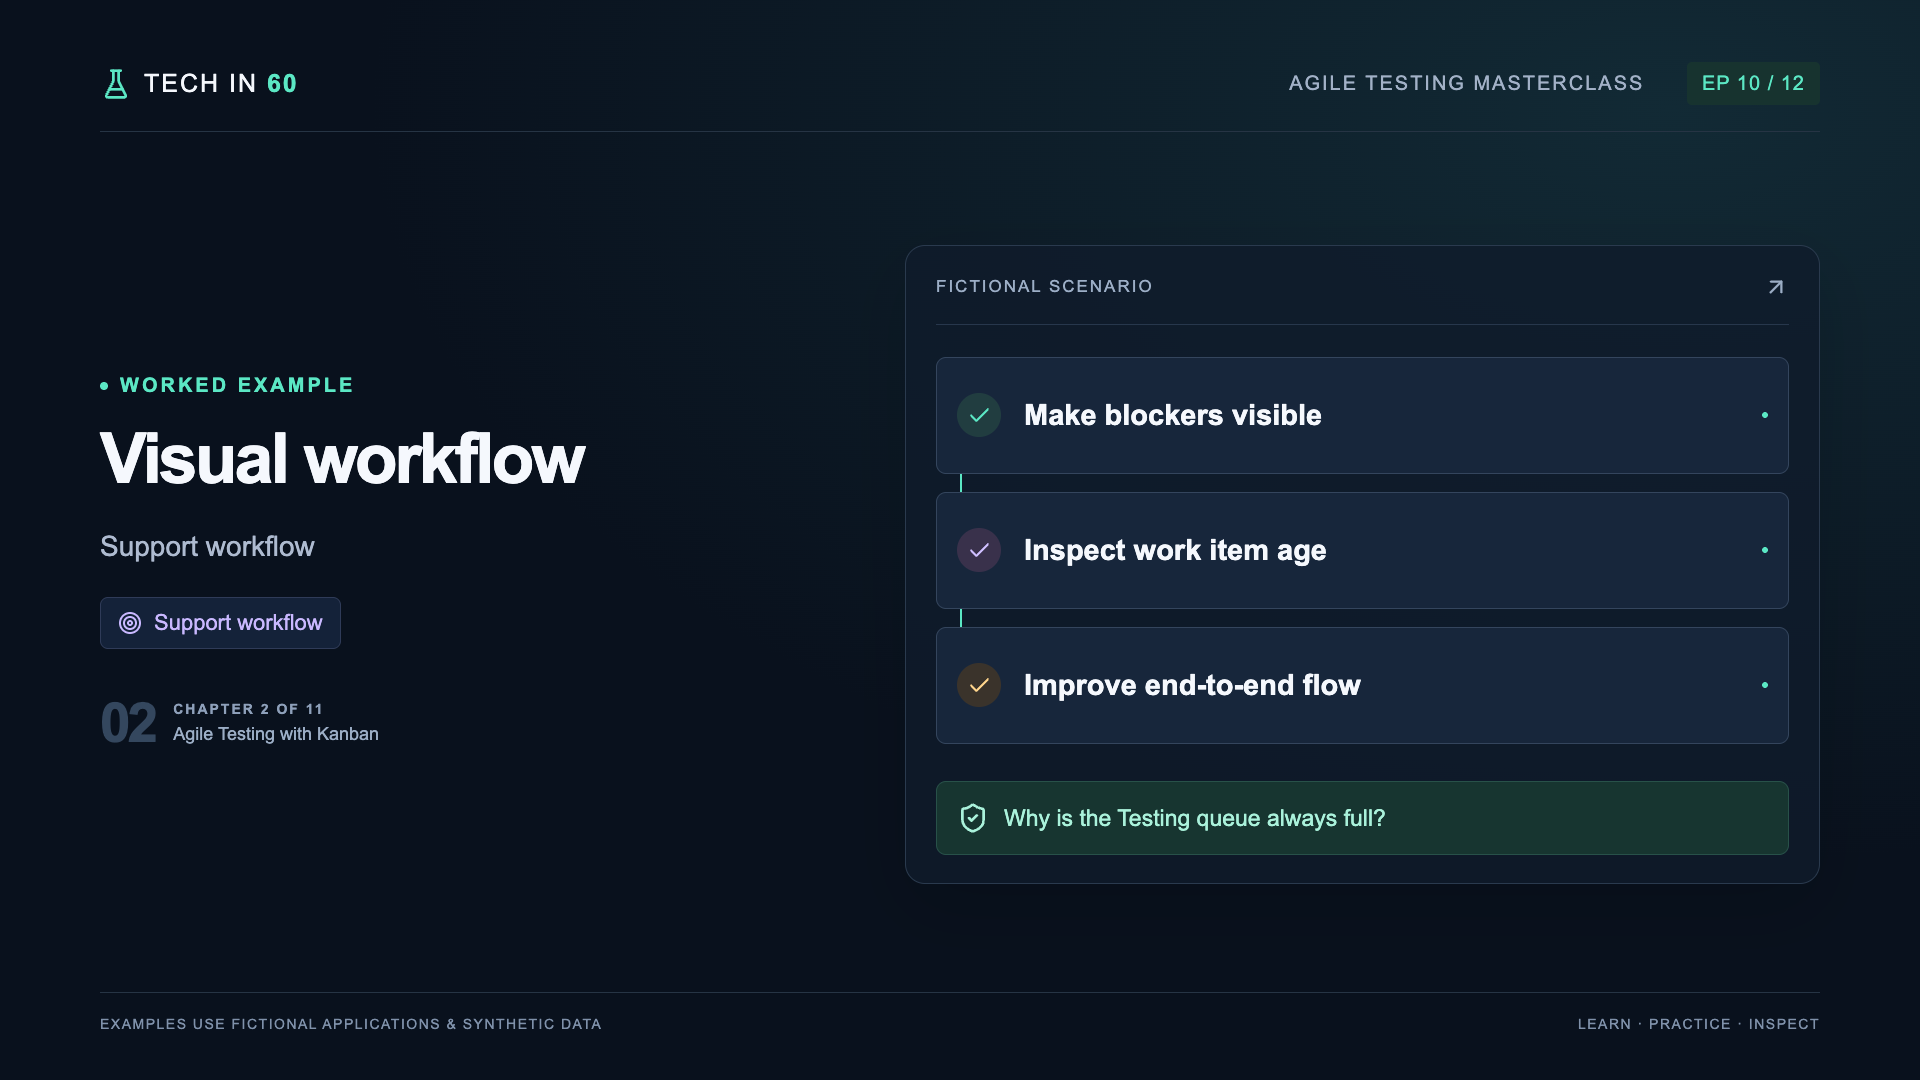 TECH IN 60
AGILE TESTING MASTERCLASS
EP 10 / 12
WORKED EXAMPLE
Visual workflow
Support workflow
Support workflow
02
CHAPTER 2 OF 11
Agile Testing with Kanban
FICTIONAL SCENARIO
Make blockers visible
Inspect work item age
Improve end-to-end flow
Why is the Testing queue always full?
EXAMPLES USE FICTIONAL APPLICATIONS & SYNTHETIC DATA
LEARN · PRACTICE · INSPECT